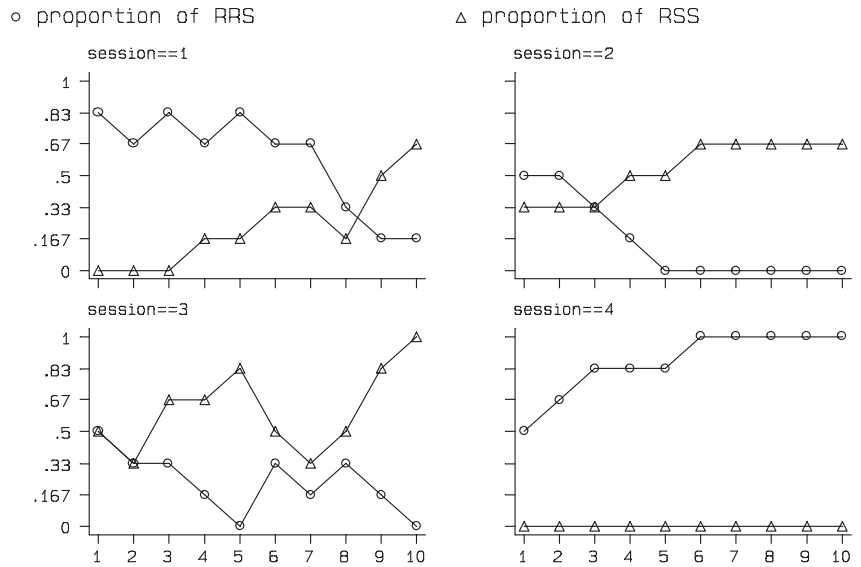 proportion of RRS
proportion of RSS
session==1
session==2
1
.83
.67
.5
.33
.167
0
session==3
session==4
1
.83
.67
.5
.33
.167
0
1 2 3 4 5 6 7 8 9 10
1 2 3 4 5 6 7 8 9 10